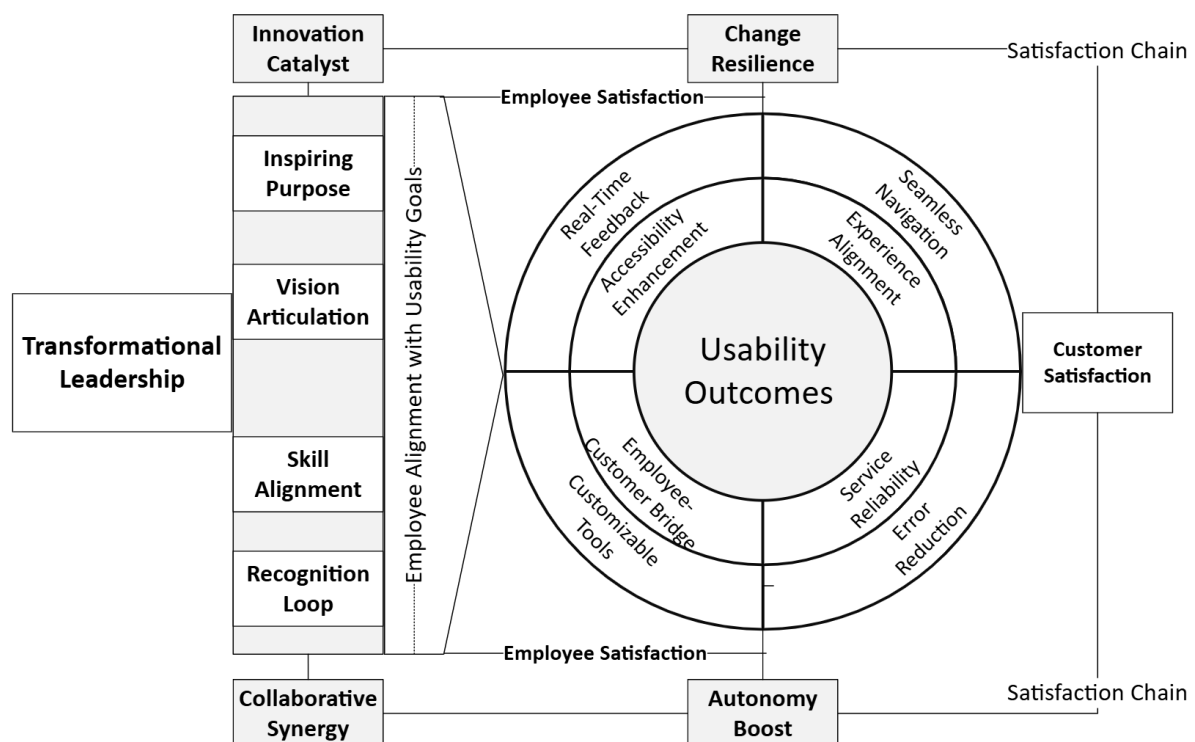 Innovation
Catalyst
Change
Resilience
Satisfaction Chain
Employee Satisfaction
Inspiring
Purpose
Vision
Articulation
Transformational
Leadership
Skill
Alignment
Recognition
Loop
Employee Alignment with Usability Goals
Real-Time
Feedback
Accessibility
Enhancement
Seamless
Navigation
Experience
Alignment
Usability
Outcomes
Customer
Satisfaction
Employee-
Customer Bridge
Customizable
Tools
Service
Reliability
Error
Reduction
Employee Satisfaction
Collaborative
Synergy
Autonomy
Boost
Satisfaction Chain